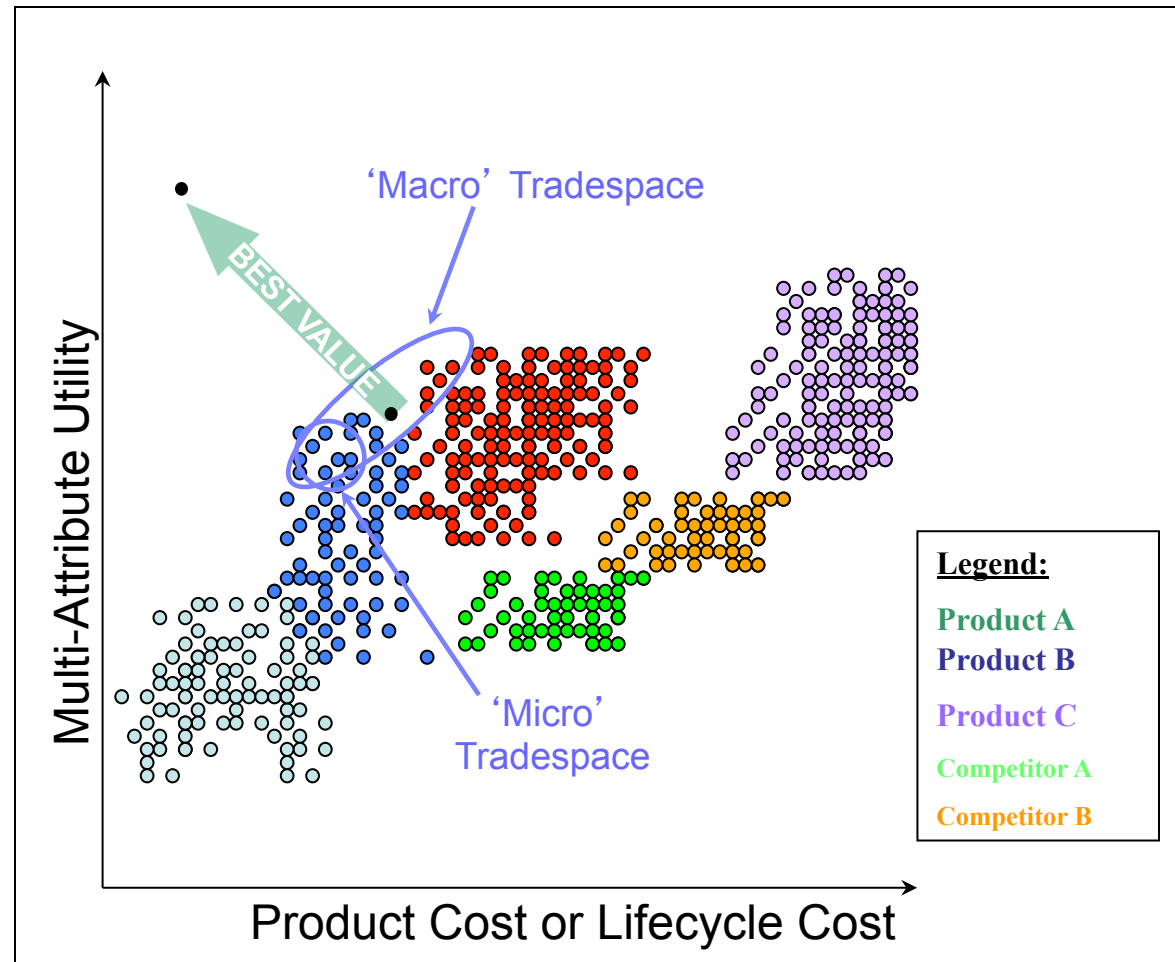 ‘Macro’ Tradespace
BEST VALUE
Multi-Attribute Utility
‘Micro’
Tradespace
Product Cost or Lifecycle Cost
Legend:
Product A
Product B
Product C
Competitor A
Competitor B